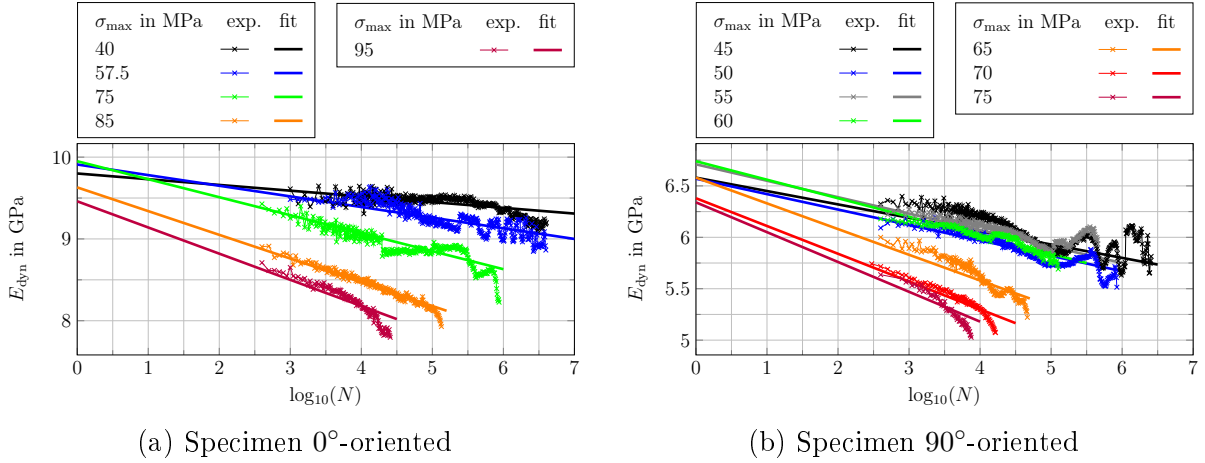 σmax in MPa exp. fit
40
57.5
75
85
95
σmax in MPa exp. fit
10
9
8
Edyn in GPa
0 1 2 3 4 5 6 7
log10(N)
(a) Specimen 0°-oriented
σmax in MPa exp. fit
45
50
55
60
σmax in MPa exp. fit
65
70
75
6.5
6
5.5
5
Edyn in GPa
0 1 2 3 4 5 6 7
log10(N)
(b) Specimen 90°-oriented